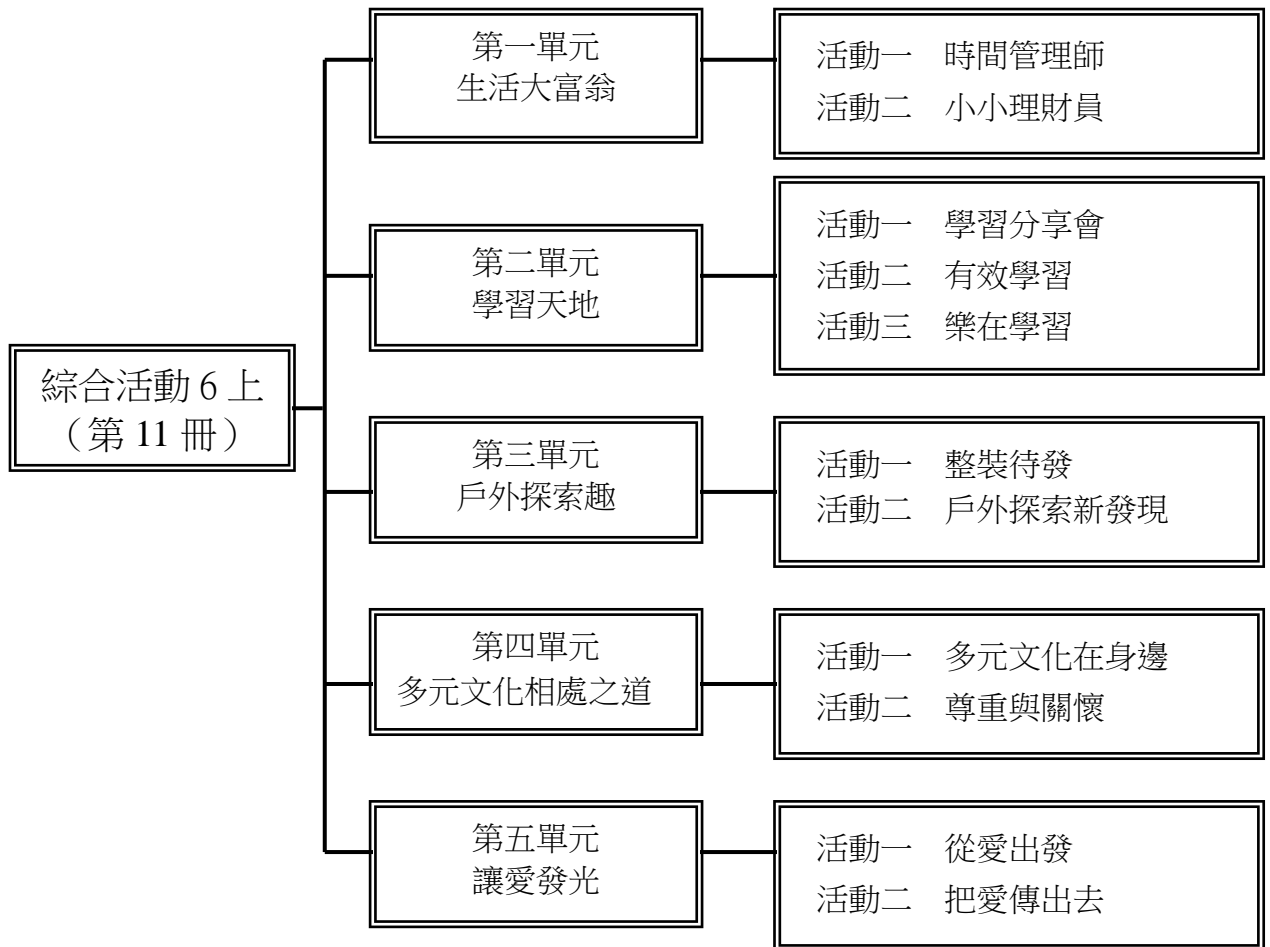 綜合活動 6 上
（第 11 冊）
第一單元
生活大富翁
活動一　時間管理師
活動二　小小理財員
第二單元
學習天地
活動一　學習分享會
活動二　有效學習
活動三　樂在學習
第三單元
戶外探索趣
活動一　整裝待發
活動二　戶外探索新發現
第四單元
多元文化相處之道
活動一　多元文化在身邊
活動二　尊重與關懷
第五單元
讓愛發光
活動一　從愛出發
活動二　把愛傳出去